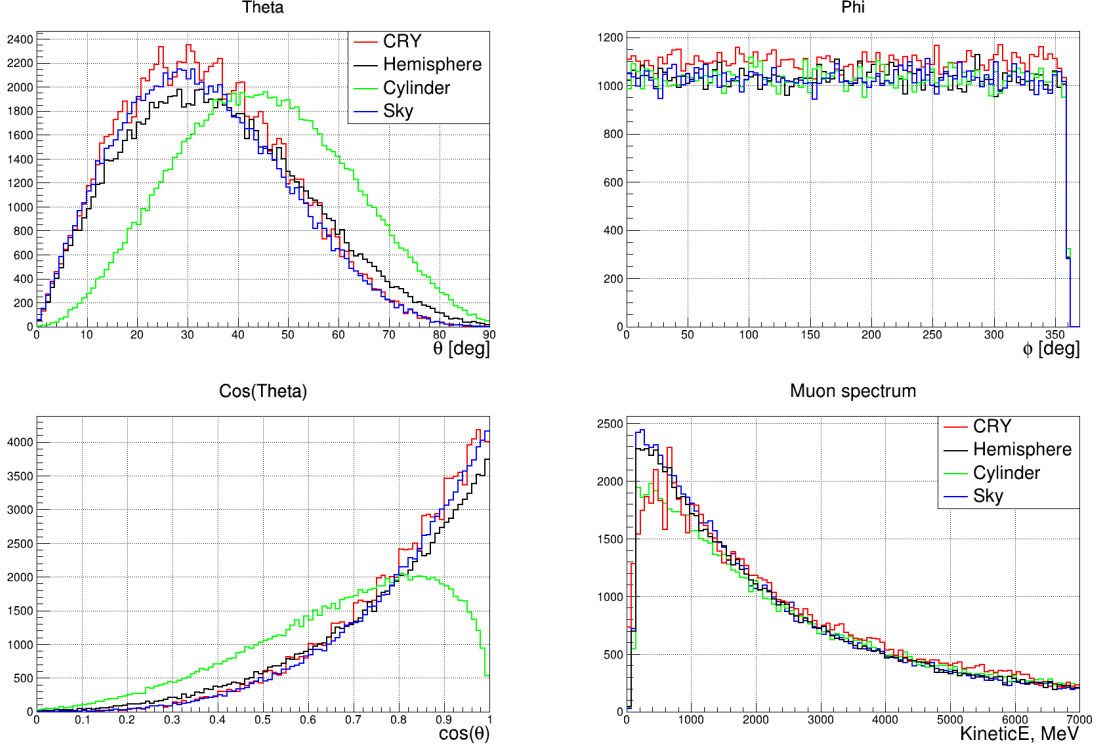 Theta
2400
2200
2000
1800
1600
1400
1200
1000
800
600
400
200
0
0 10 20 30 40 50 60 70 80 90
θ [deg]
CRY
Hemisphere
Cylinder
Sky
Phi
1200
1000
800
600
400
200
0
0 50 100 150 200 250 300 350
ϕ [deg]
Cos(Theta)
4000
3500
3000
2500
2000
1500
1000
500
0
0 0.1 0.2 0.3 0.4 0.5 0.6 0.7 0.8 0.9 1
cos(θ)
Muon spectrum
2500
2000
1500
1000
500
0
0 1000 2000 3000 4000 5000 6000 7000
KineticE, MeV
CRY
Hemisphere
Cylinder
Sky